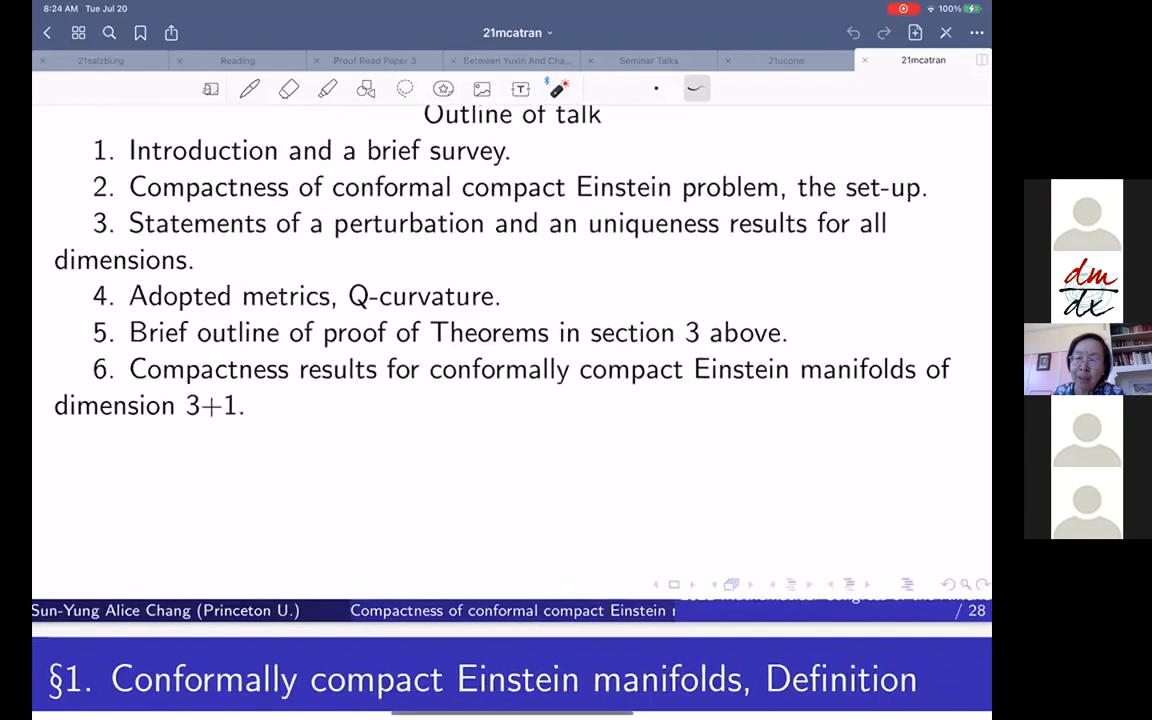 8:24 AM Tue Jul 20
100%
21mcatran
21salzburg
Reading
Proof Read Paper 3
Between Yuxin And Cha...
Seminar Talks
21uconn
21mcatran
T
Outline of talk
1. Introduction and a brief survey.
2. Compactness of conformal compact Einstein problem, the set-up.
3. Statements of a perturbation and an uniqueness results for all
dimensions.
4. Adopted metrics, Q-curvature.
5. Brief outline of proof of Theorems in section 3 above.
6. Compactness results for conformally compact Einstein manifolds of
dimension 3+1.
dm
dx
Sun-Yung Alice Chang (Princeton U.)
Compactness of conformal compact Einstein
/ 28
§1. Conformally compact Einstein manifolds, Definition